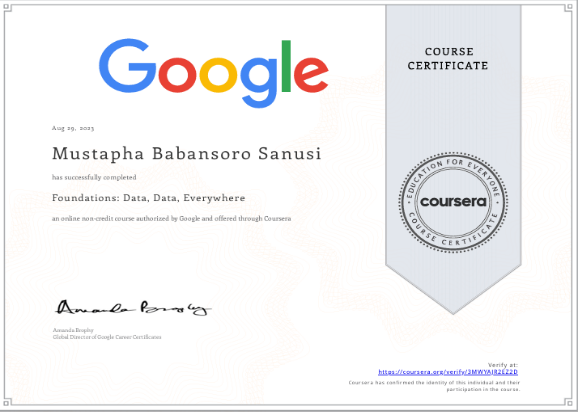 Google
COURSE
CERTIFICATE
Aug 29, 2023
Mustapha Babansoro Sanusi
has successfully completed
Foundations: Data, Data, Everywhere
an online non-credit course authorized by Google and offered through Coursera
EDUCATION FOR EVERYONE
coursera
COURSE CERTIFICATE
Amanda Brophy
Amanda Brophy
Global Director of Google Career Certificates
Verify at:
https://coursera.org/verify/2MWYAJR2EZ2D
Coursera has confirmed the identity of this individual and their
participation in the course.